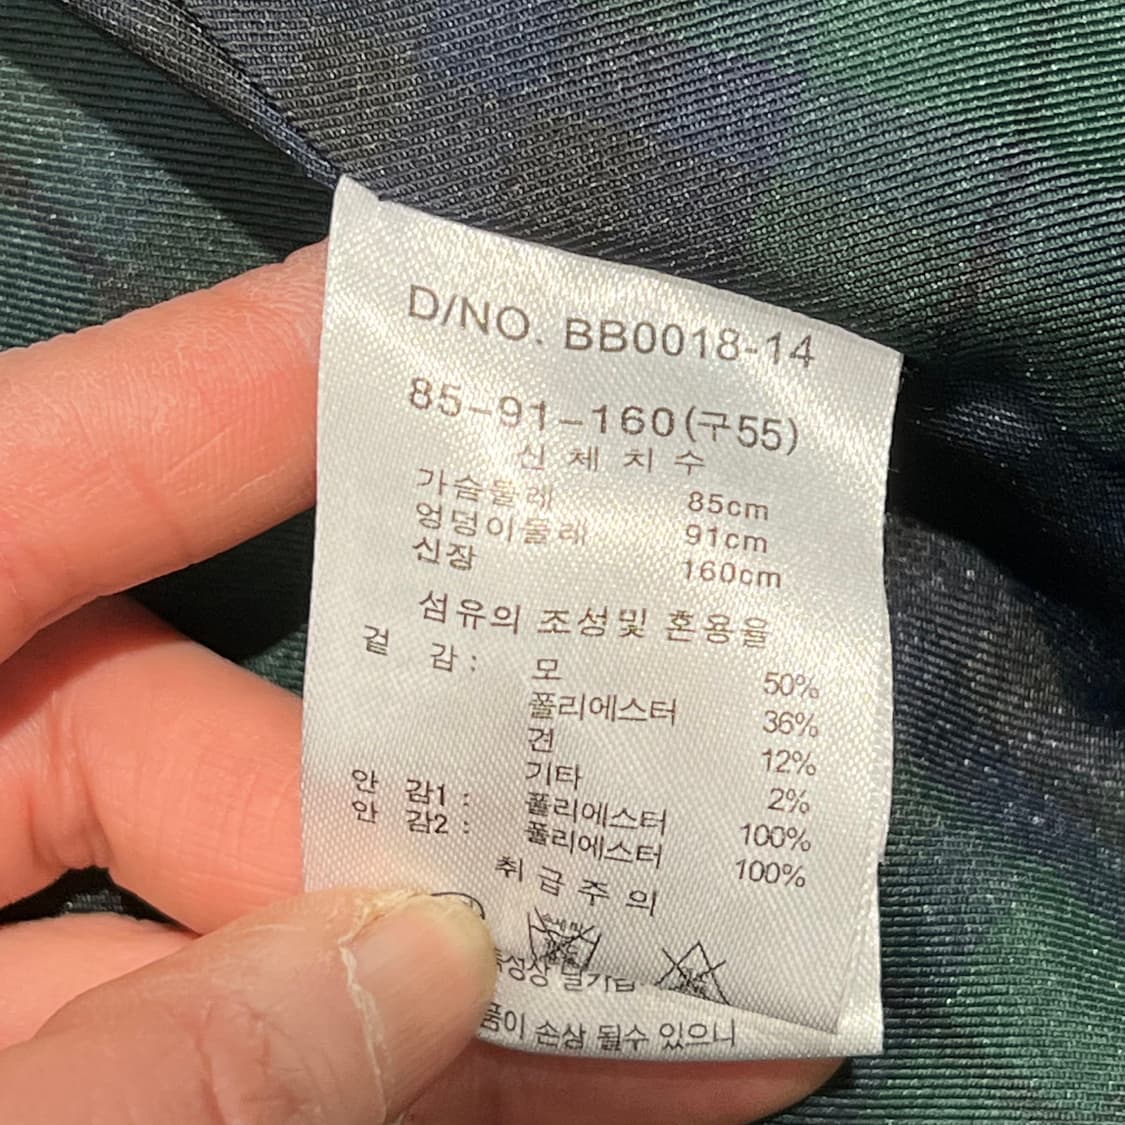 D/NO. BB0018-14
85-91-160(구55)
신 체 치 수
가슴둘레 85cm
엉덩이둘레 91cm
신장 160cm
섬유의 조성및 혼용율
겉 감 : 모 50%
폴리에스터 36%
견 12%
기타 2%
안 감1 : 폴리에스터 100%
안 감2 : 폴리에스터 100%
취 급 주 의
손상 될수 있으니